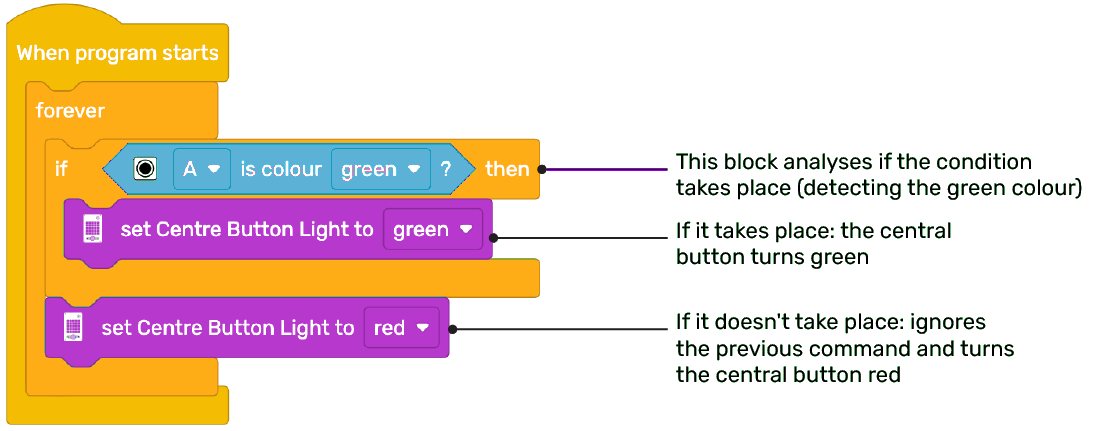 When program starts
forever
if A is colour green ? then
set Centre Button Light to green
set Centre Button Light to red
This block analyses if the condition
takes place (detecting the green colour)
If it takes place: the central
button turns green
If it doesn't take place: ignores
the previous command and turns
the central button red